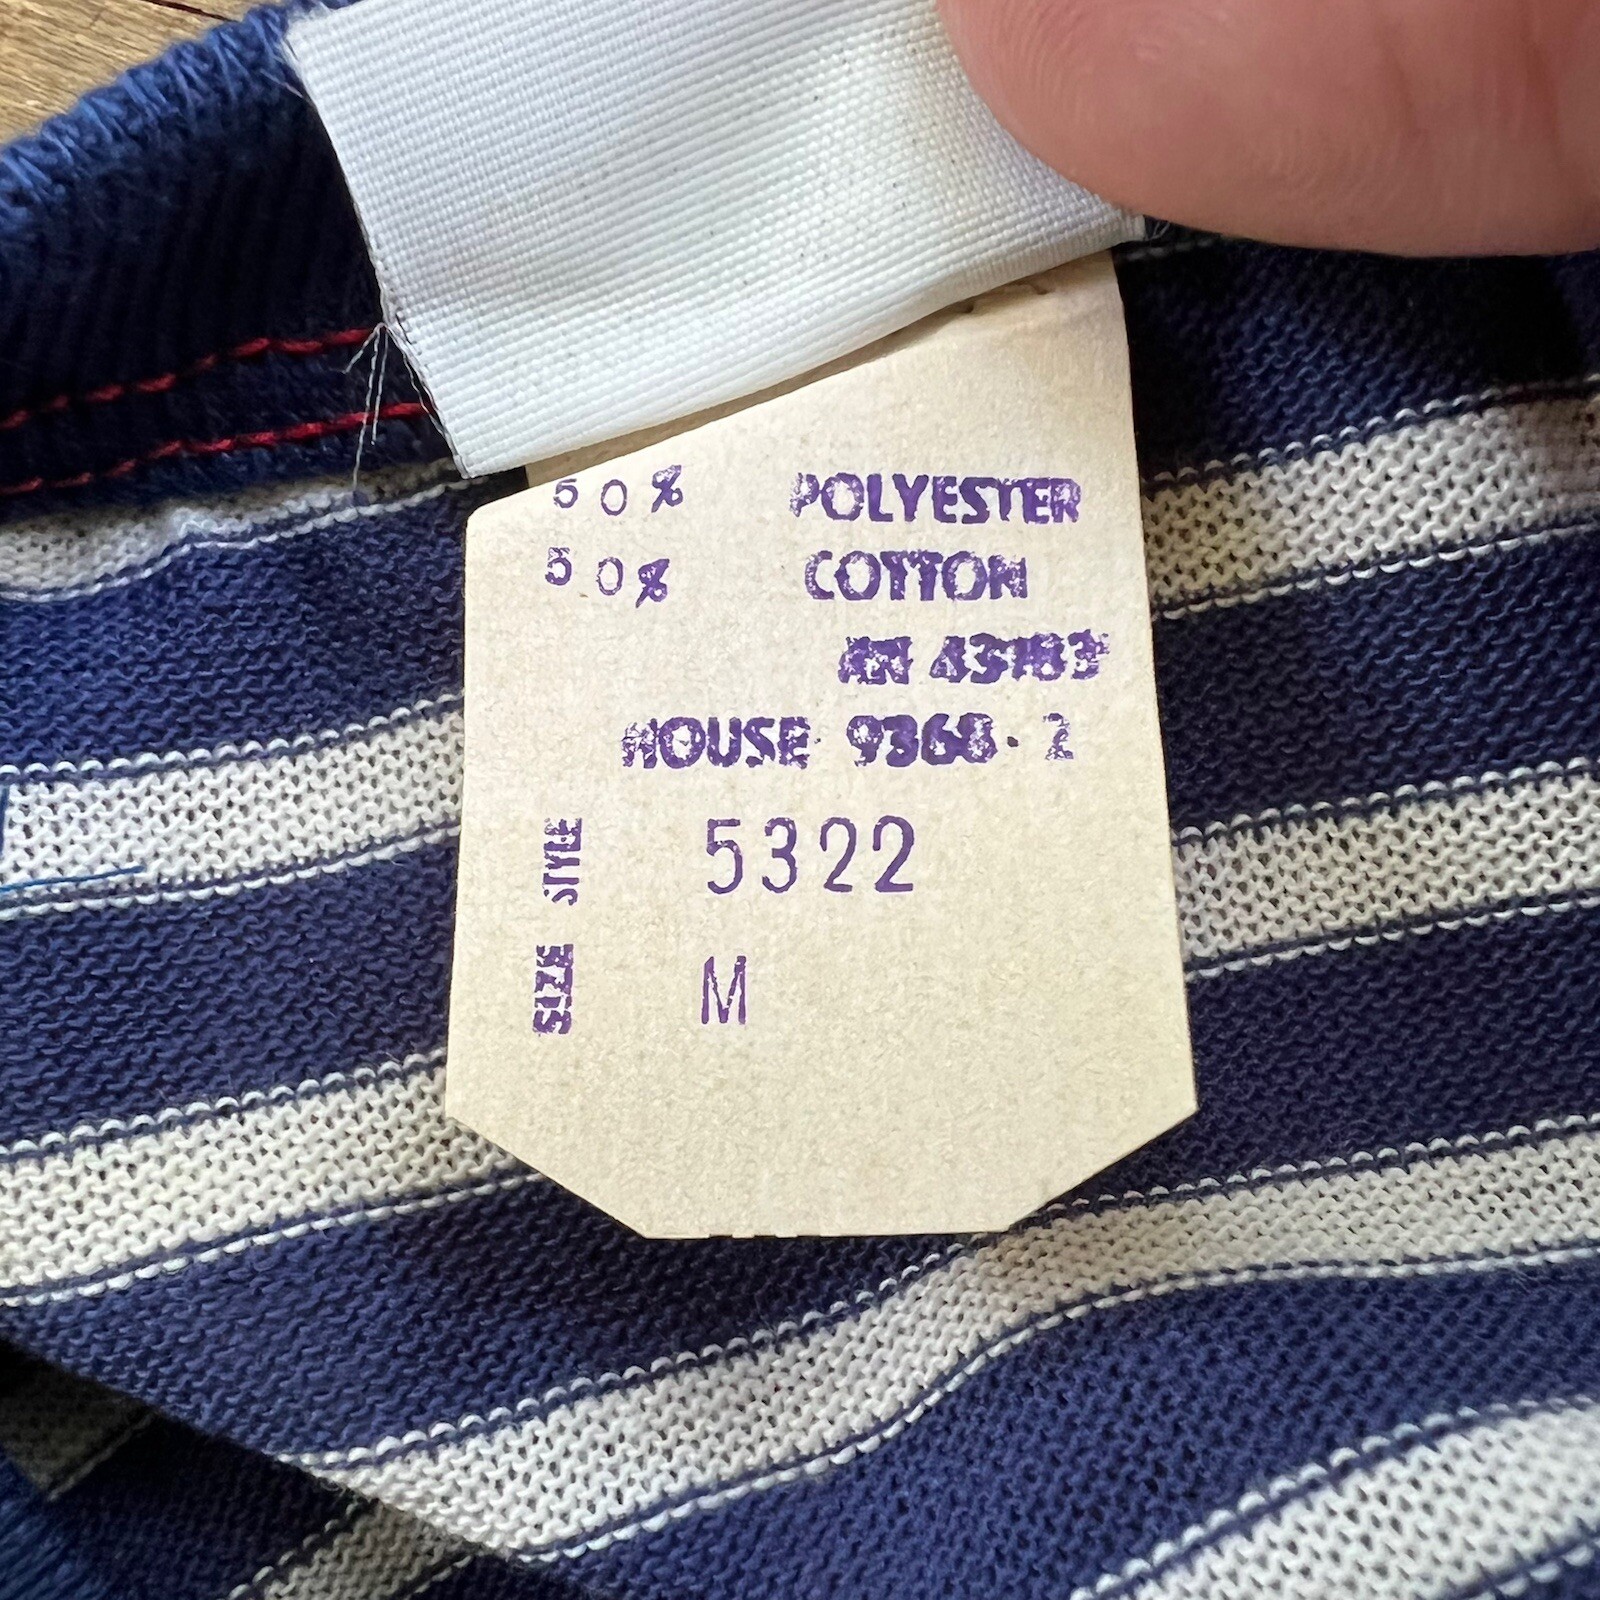 50% POLYESTER
50% COTTON
RN 43183
HOUSE 9368-2
STYLE 5322
SIZE M